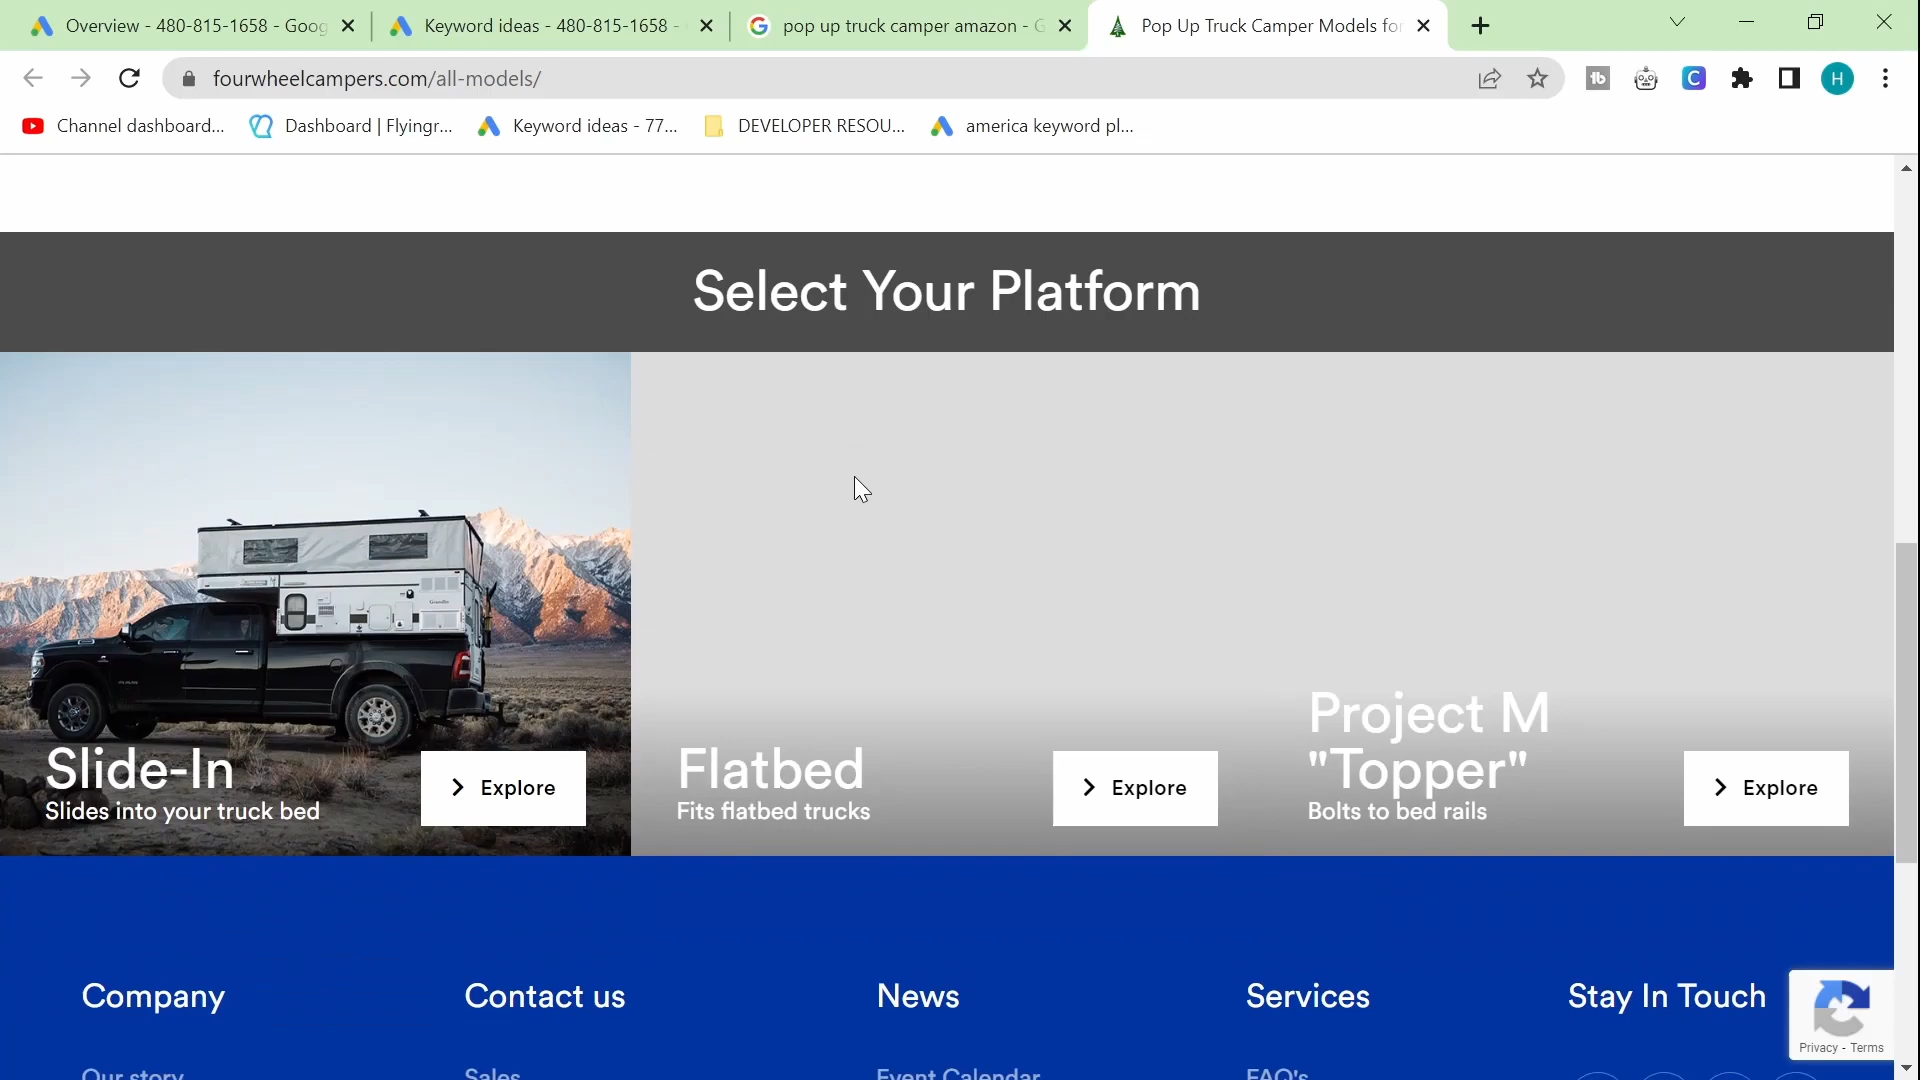 Overview - 480-815-1658 - Goog
Keyword ideas - 480-815-1658 -
pop up truck camper amazon - G
Pop Up Truck Camper Models for
fourwheelcampers.com/all-models/
tb
C
H
Channel dashboard...
Dashboard | Flyingr...
Keyword ideas - 77...
DEVELOPER RESOU...
america keyword pl...
Select Your Platform
Slide-In
Slides into your truck bed
Explore
Flatbed
Fits flatbed trucks
Explore
Project M
"Topper"
Bolts to bed rails
Explore
Company
Contact us
News
Services
Stay In Touch
Our story
Sales
Event Calendar
FAQ's
Privacy - Terms